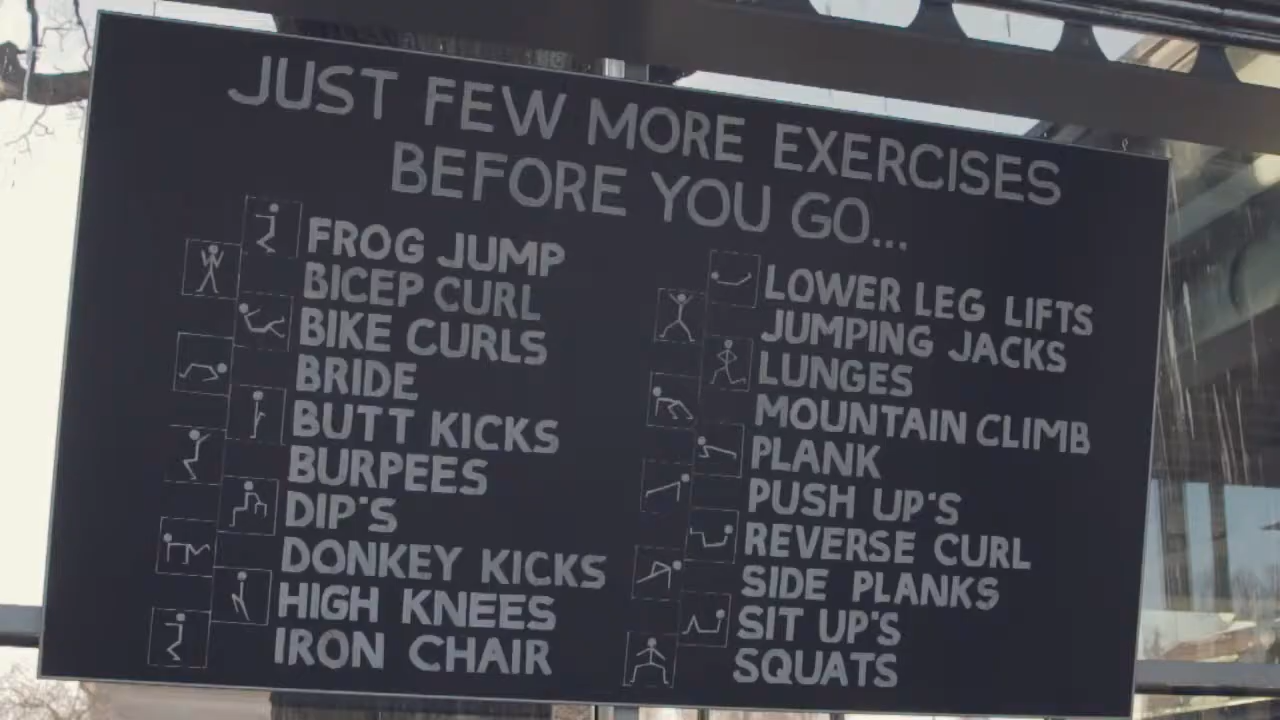 JUST FEW MORE EXERCISES
BEFORE YOU GO...
FROG JUMP
BICEP CURL
BIKE CURLS
BRIDE
BUTT KICKS
BURPEES
DIP'S
DONKEY KICKS
HIGH KNEES
IRON CHAIR
LOWER LEG LIFTS
JUMPING JACKS
LUNGES
MOUNTAIN CLIMB
PLANK
PUSH UP'S
REVERSE CURL
SIDE PLANKS
SIT UP'S
SQUATS